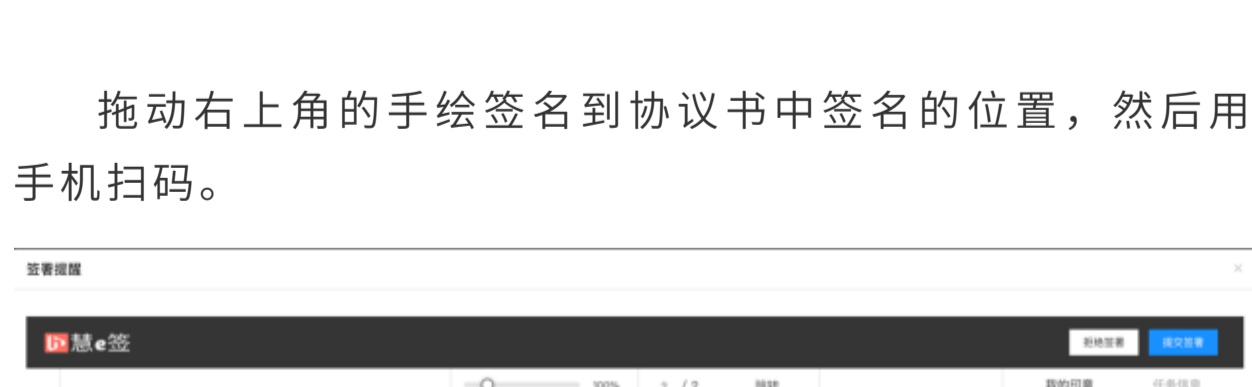 拖动右上角的手绘签名到协议书中签名的位置，然后用
手机扫码。
签署提醒 ×
慧e签 拒绝签署 提交签署
100% / 2 跳转 我的印章 任务信息